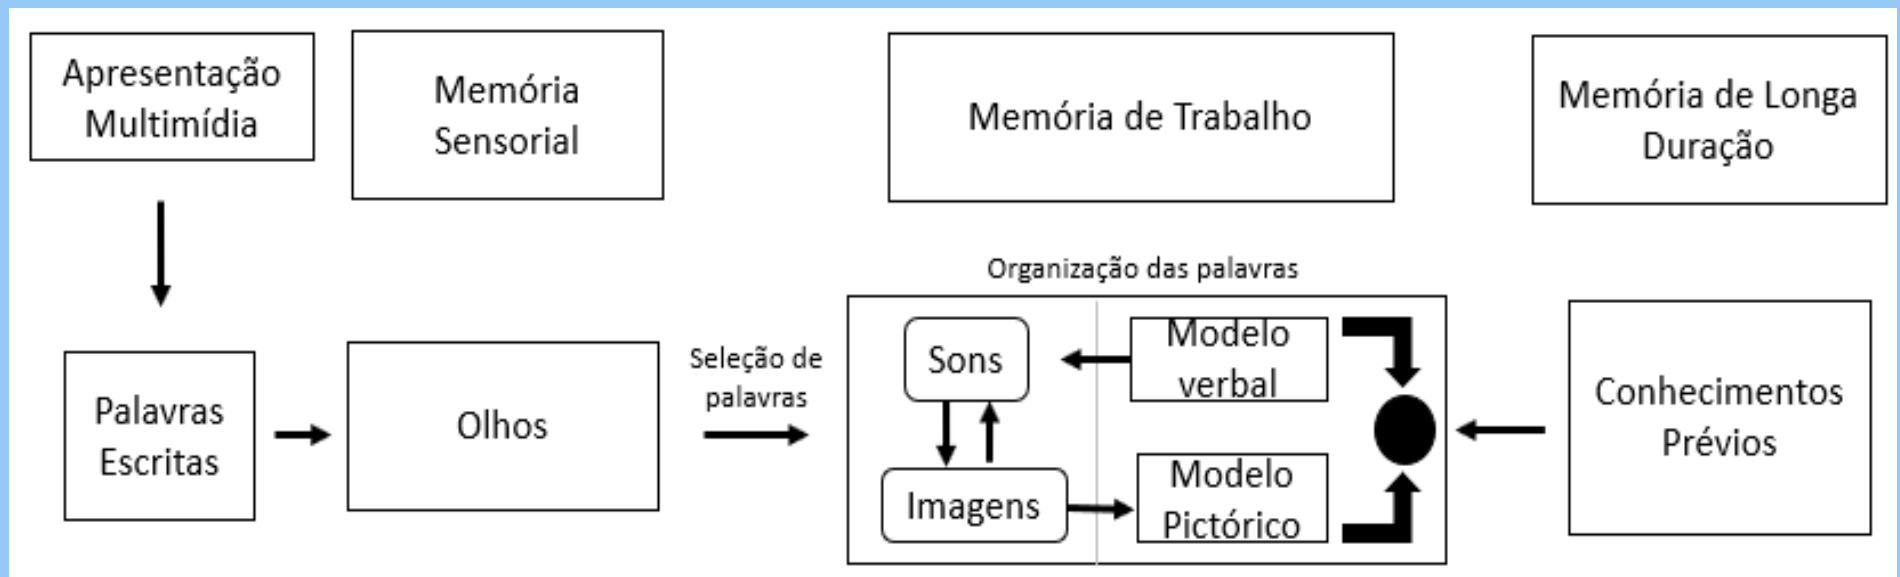 Apresentação
Multimídia
Memória
Sensorial
Memória de Trabalho
Memória de Longa
Duração
Organização das palavras
Palavras
Escritas
Olhos
Seleção de
palavras
Sons
Modelo
verbal
Imagens
Modelo
Pictórico
Conhecimentos
Prévios